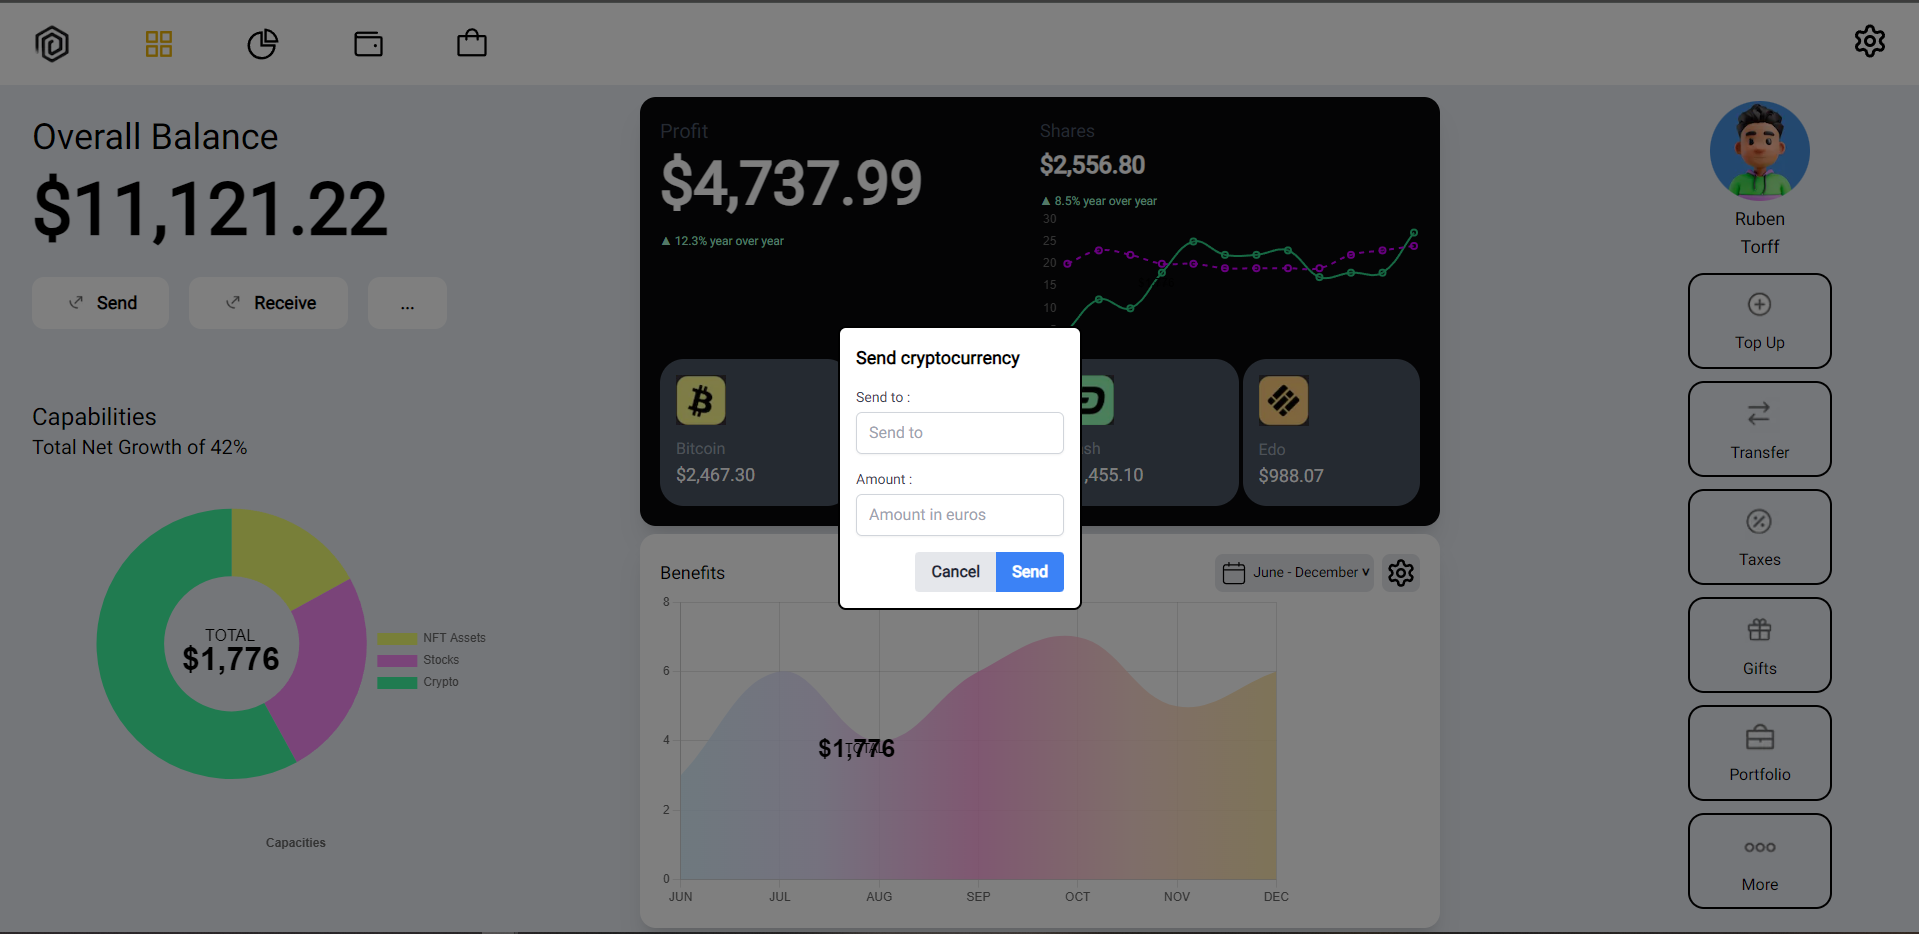 Overall Balance
$11,121.22
Send
Receive
...
Capabilities
Total Net Growth of 42%
TOTAL
$1,776
NFT Assets
Stocks
Crypto
Capacities
Profit
$4,737.99
▲ 12.3% year over year
Shares
$2,556.80
▲ 8.5% year over year
30
25
20
15
10
Bitcoin
$2,467.30
sh
,455.10
Edo
$988.07
Send cryptocurrency
Send to :
Send to
Amount :
Amount in euros
Cancel
Send
Benefits
June - December
8
6
4
2
0
$1,776
TOTAL
JUN
JUL
AUG
SEP
OCT
NOV
DEC
Ruben
Torff
Top Up
Transfer
Taxes
Gifts
Portfolio
More